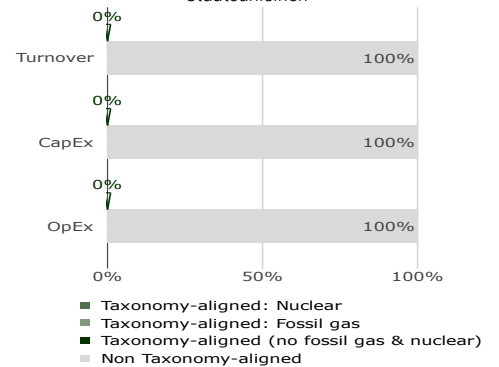 0%
Turnover 100%
0%
CapEx 100%
0%
OpEx 100%
0% 50% 100%
Taxonomy-aligned: Nuclear
Taxonomy-aligned: Fossil gas
Taxonomy-aligned (no fossil gas & nuclear)
Non Taxonomy-aligned